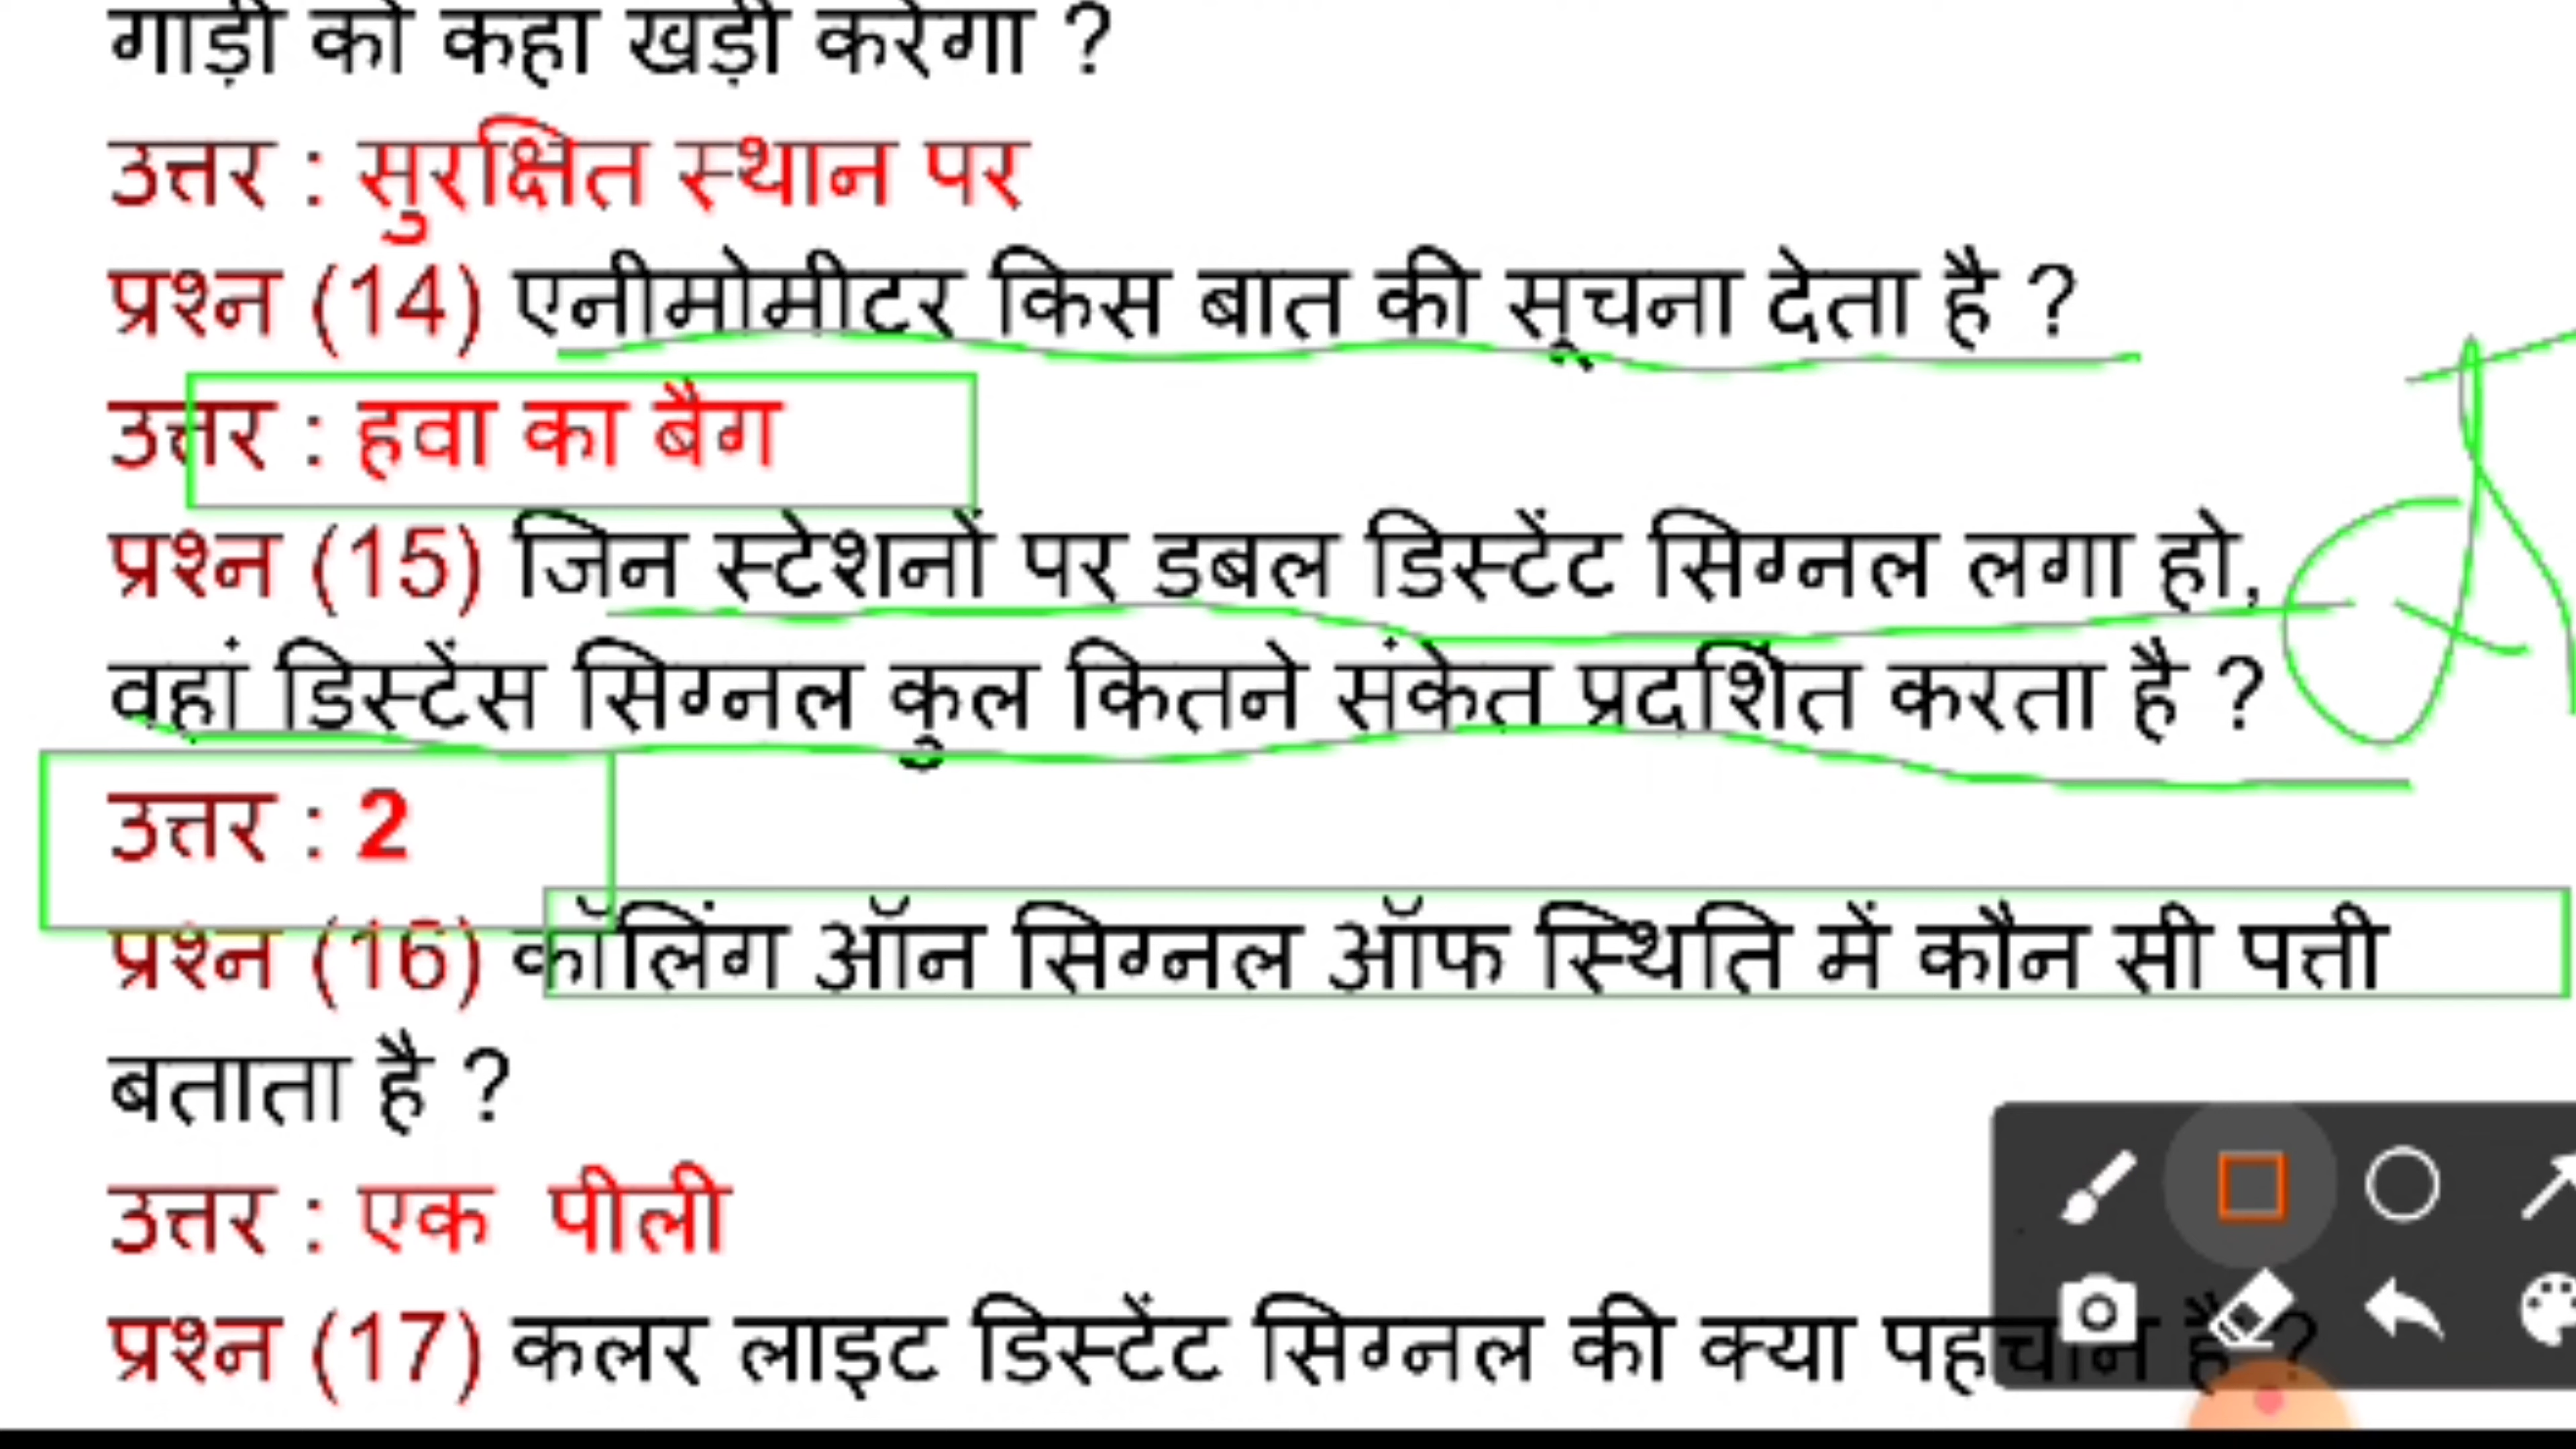 गाड़ी को कहा खड़ी करेगा ?
उत्तर : सुरक्षित स्थान पर
प्रश्न (14) एनीमोमीटर किस बात की सूचना देता है ?
उत्तर : हवा का बैग
प्रश्न (15) जिन स्टेशनों पर डबल डिस्टेंट सिग्नल लगा हो,
वहां डिस्टेंस सिग्नल कुल कितने संकेत प्रदर्शित करता है ?
उत्तर : 2
प्रश्न (16) कॉलिंग ऑन सिग्नल ऑफ स्थिति में कौन सी पत्ती
बताता है ?
उत्तर : एक पीली
प्रश्न (17) कलर लाइट डिस्टेंट सिग्नल की क्या पहचान है ?